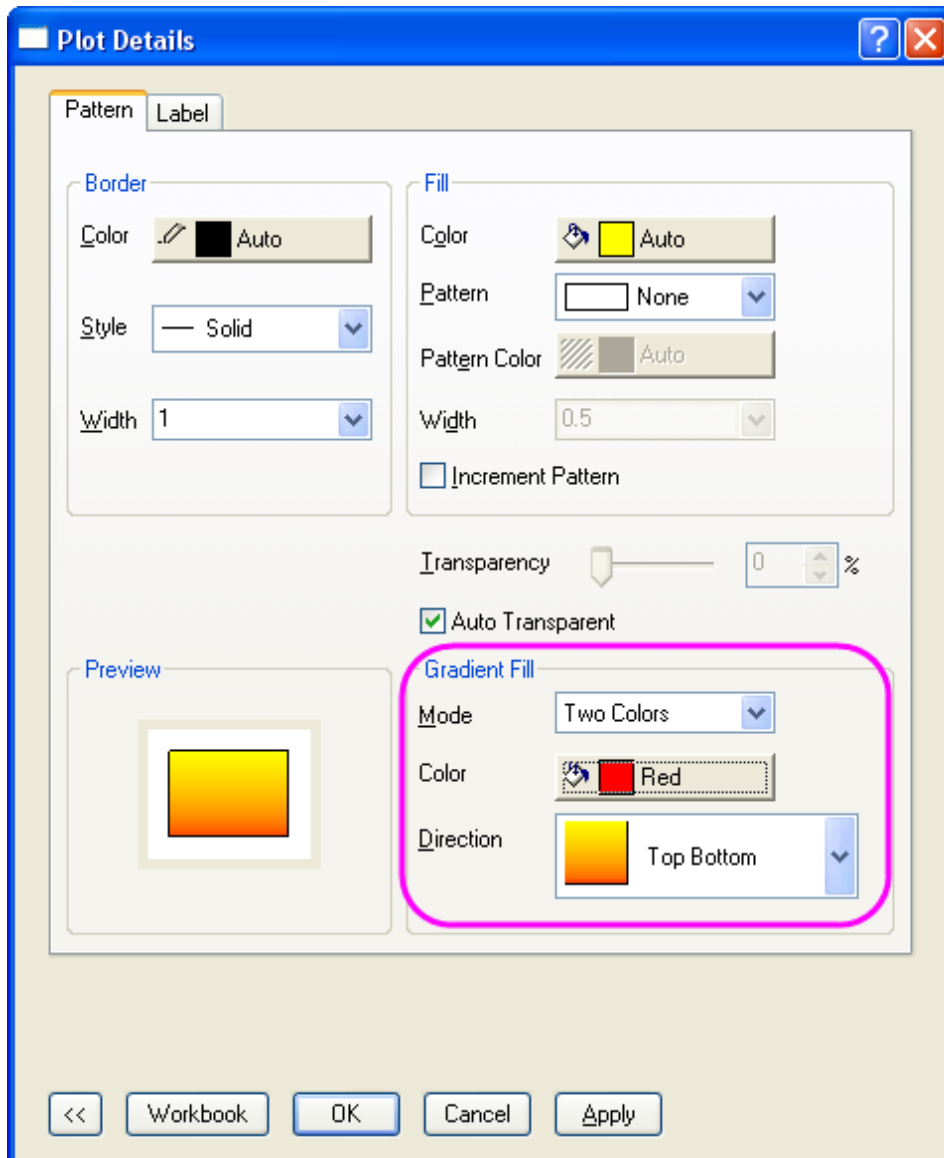 Plot Details
Pattern Label
Border
Color Auto
Style Solid
Width 1
Fill
Color Auto
Pattern None
Pattern Color Auto
Width 0.5
Increment Pattern
Transparency 0 %
Auto Transparent
Preview
Gradient Fill
Mode Two Colors
Color Red
Direction Top Bottom
<< Workbook OK Cancel Apply